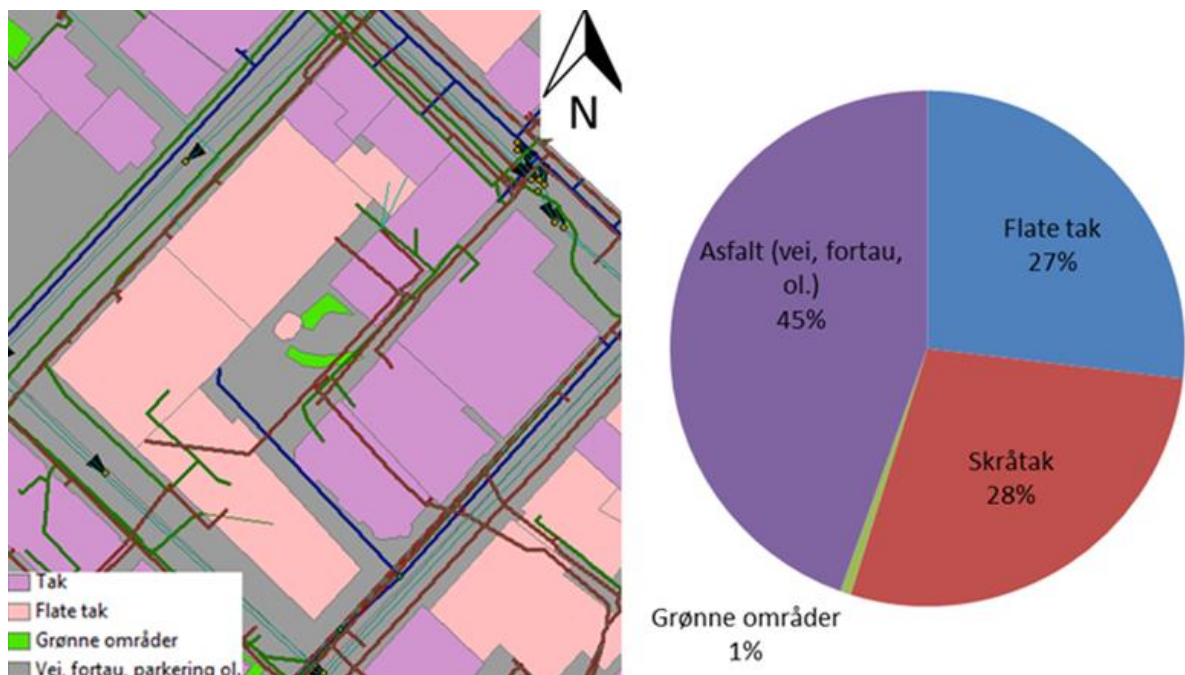 N
Tak
Flate tak
Grønne områder
Vei, fortau, parkering ol.
Asfalt (vei, fortau,
ol.)
45%
Flate tak
27%
Skråtak
28%
Grønne områder
1%